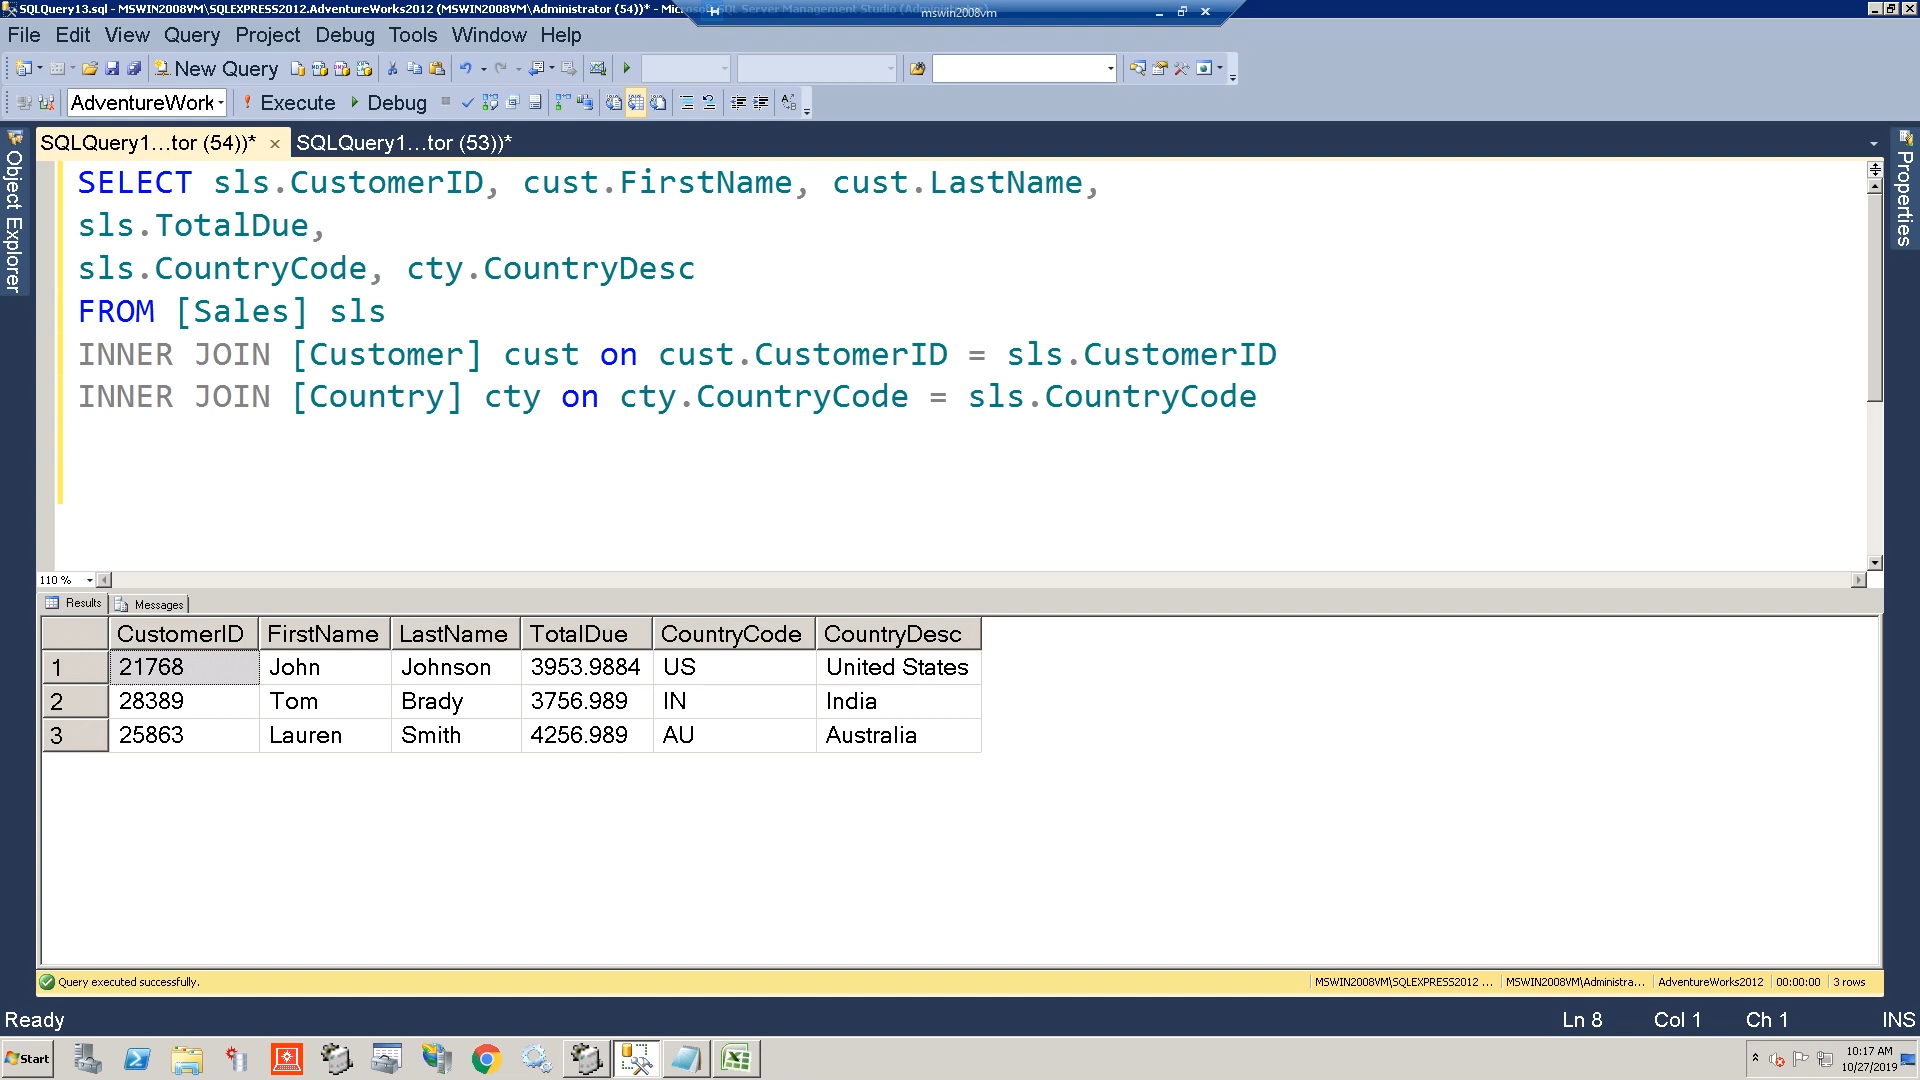 SQLQuery13.sql - MSWIN2008VM\SQLEXPRESS2012.AdventureWorks2012 (MSWIN2008VM\Administrator (54))* - Mic
mswin2008vm
File Edit View Query Project Debug Tools Window Help
New Query
AdventureWork Execute Debug
SQLQuery1...tor (54))* × SQLQuery1...tor (53))*
Object Explorer
Properties
SELECT sls.CustomerID, cust.FirstName, cust.LastName,
sls.TotalDue,
sls.CountryCode, cty.CountryDesc
FROM [Sales] sls
INNER JOIN [Customer] cust on cust.CustomerID = sls.CustomerID
INNER JOIN [Country] cty on cty.CountryCode = sls.CountryCode
110 %
Results Messages
CustomerID FirstName LastName TotalDue CountryCode CountryDesc
1 21768 John Johnson 3953.9884 US United States
2 28389 Tom Brady 3756.989 IN India
3 25863 Lauren Smith 4256.989 AU Australia
Query executed successfully. MSWIN2008VM\SQLEXPRESS2012 ... MSWIN2008VM\Administra... AdventureWorks2012 00:00:00 3 rows
Ready Ln 8 Col 1 Ch 1 INS
Start 10:17 AM
10/27/2019